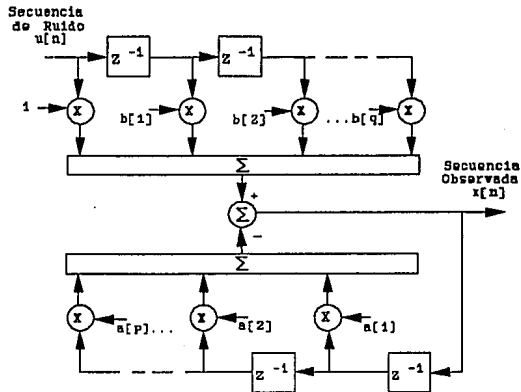 Secuencia
de Ruido
u[n]
Z -1
Z -1
1
X
b[1]
X
b[2]
X
...b[q]
X
Σ
Secuencia
Observada
x[n]
+
Σ
-
Σ
X
a[p]...
X
a[2]
X
a[1]
Z -1
Z -1